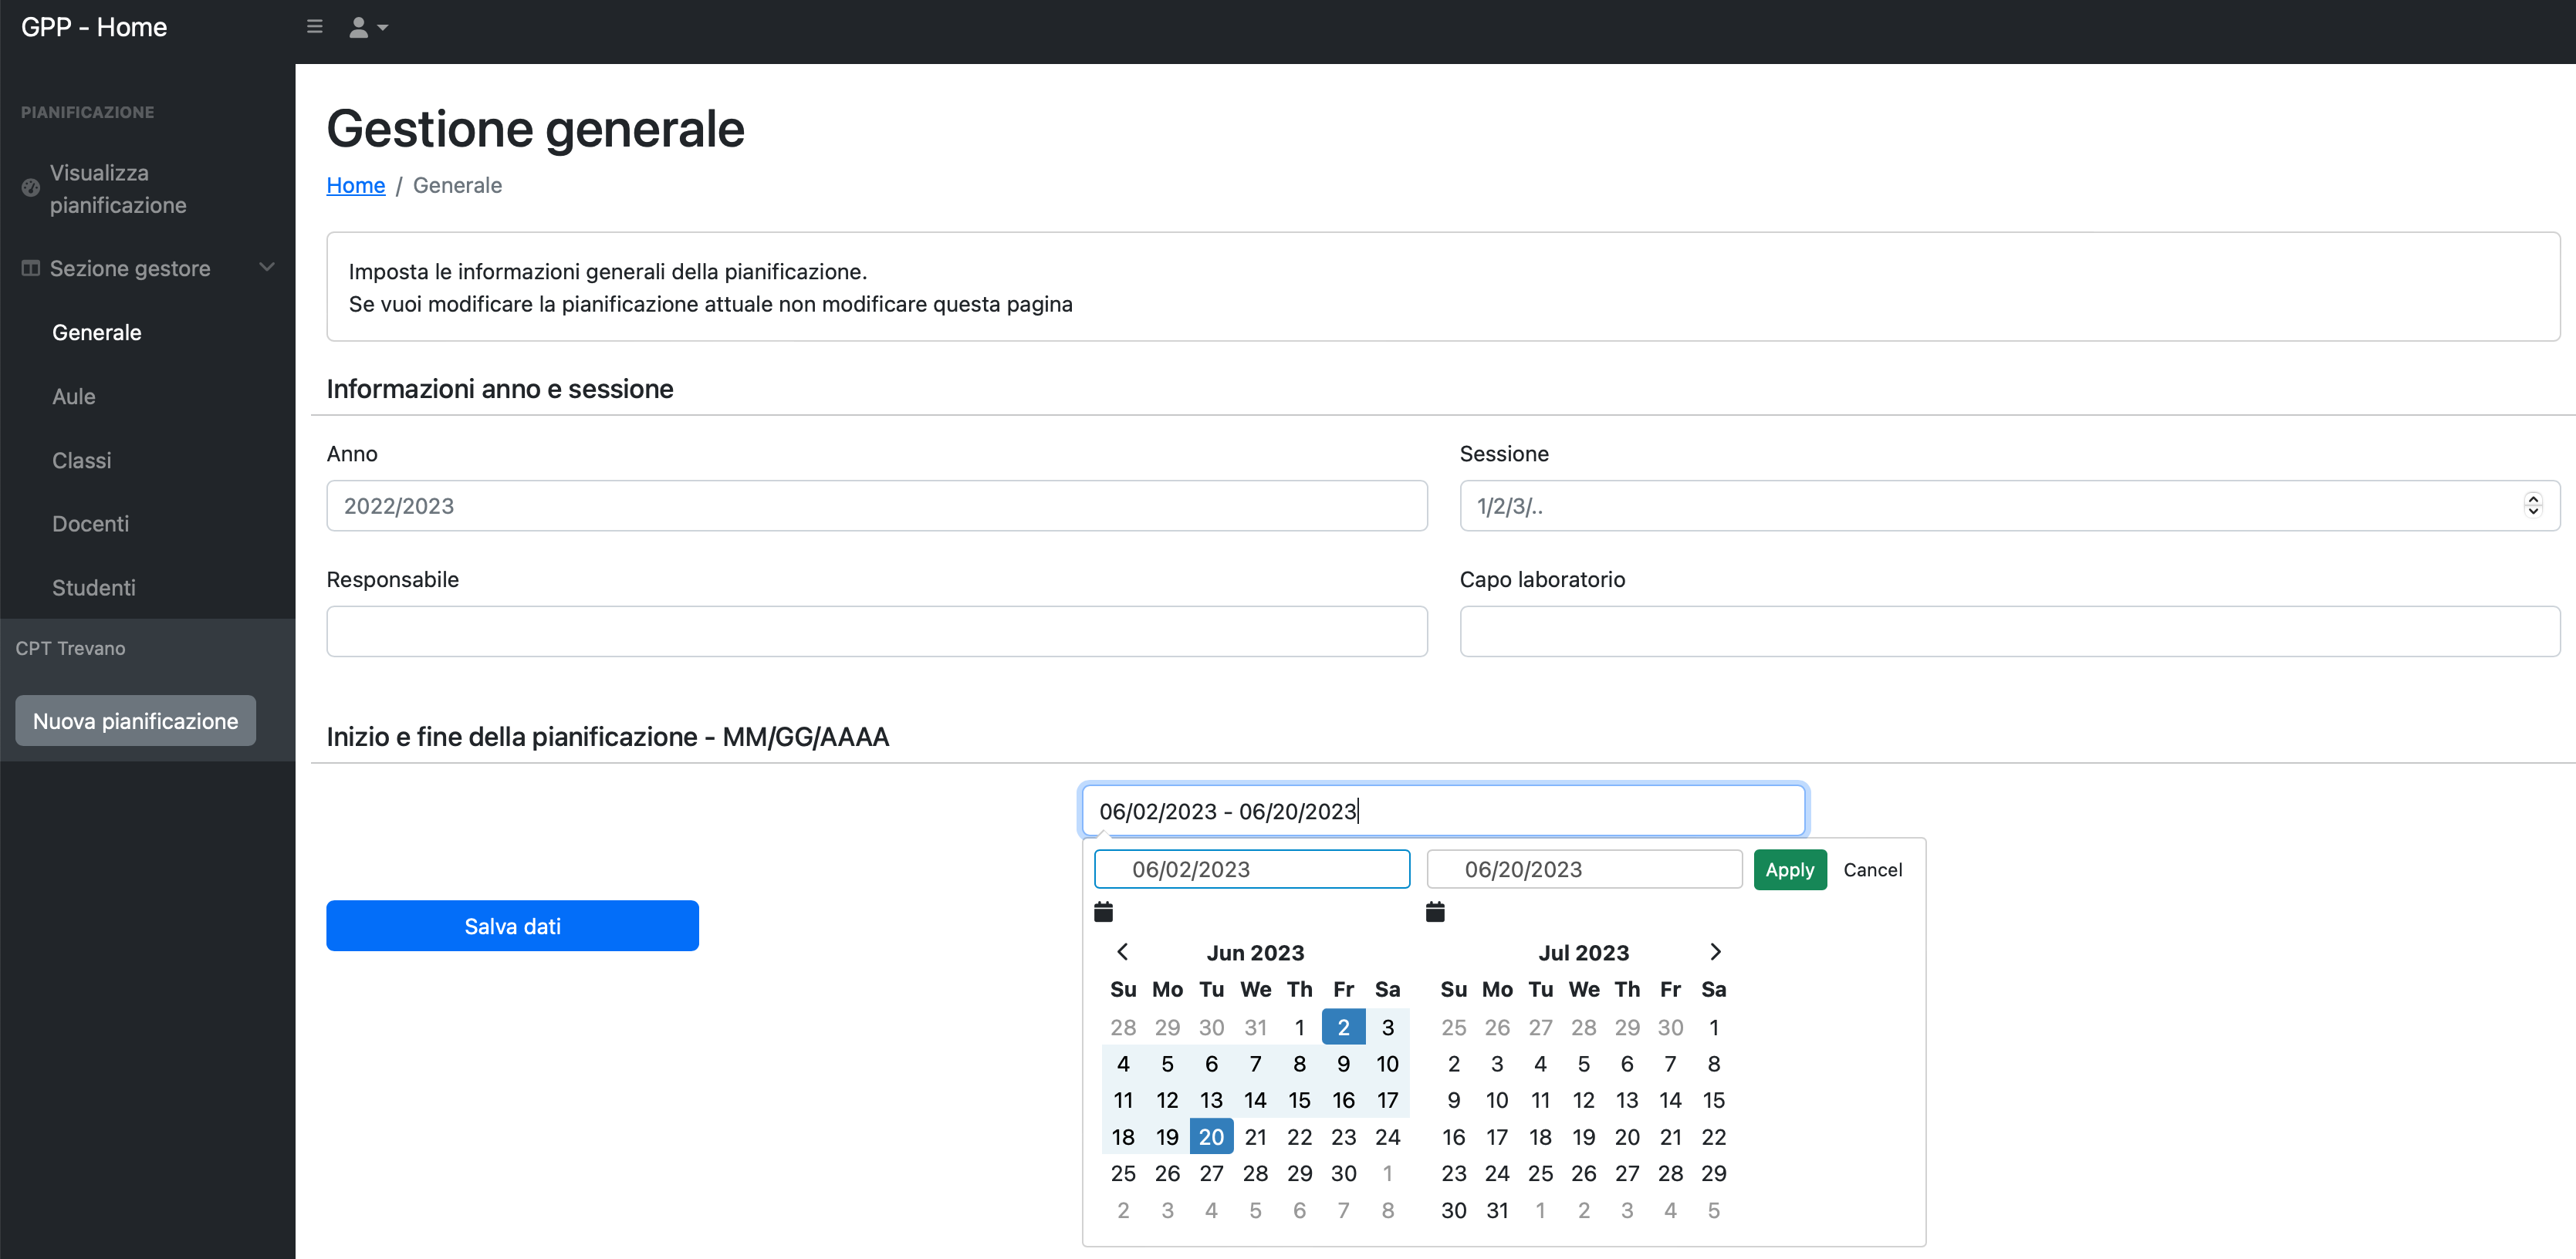 GPP - Home
PIANIFICAZIONE
Visualizza
pianificazione
Sezione gestore
Generale
Aule
Classi
Docenti
Studenti
CPT Trevano
Nuova pianificazione
Gestione generale
Home / Generale
Imposta le informazioni generali della pianificazione.
Se vuoi modificare la pianificazione attuale non modificare questa pagina
Informazioni anno e sessione
Anno
2022/2023
Sessione
1/2/3/..
Responsabile
Capo laboratorio
Inizio e fine della pianificazione - MM/GG/AAAA
06/02/2023 - 06/20/2023
06/02/2023
06/20/2023
Apply
Cancel
Salva dati
Jun 2023
Su Mo Tu We Th Fr Sa
28 29 30 31 1 2 3
4 5 6 7 8 9 10
11 12 13 14 15 16 17
18 19 20 21 22 23 24
25 26 27 28 29 30 1
2 3 4 5 6 7 8
Jul 2023
Su Mo Tu We Th Fr Sa
25 26 27 28 29 30 1
2 3 4 5 6 7 8
9 10 11 12 13 14 15
16 17 18 19 20 21 22
23 24 25 26 27 28 29
30 31 1 2 3 4 5